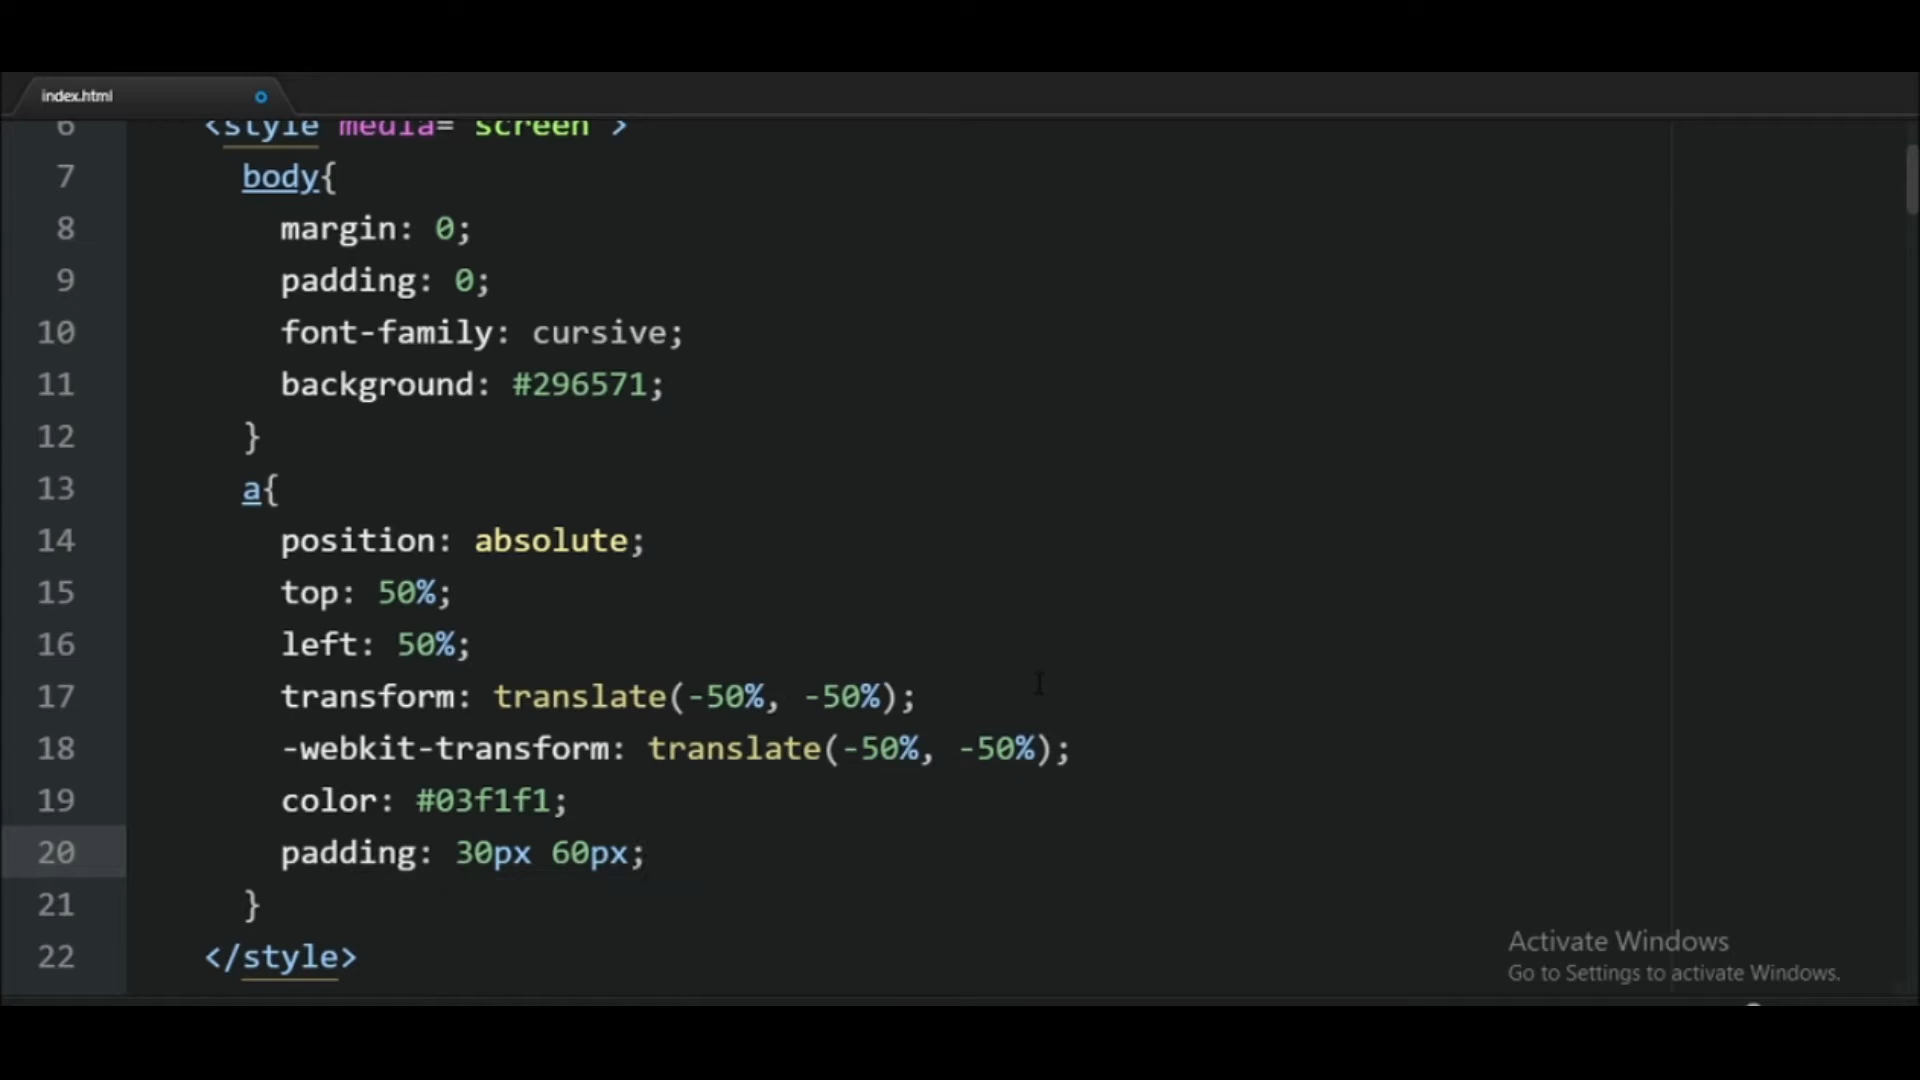 index.html
6 <style media="screen">
7 body{
8 margin: 0;
9 padding: 0;
10 font-family: cursive;
11 background: #296571;
12 }
13 a{
14 position: absolute;
15 top: 50%;
16 left: 50%;
17 transform: translate(-50%, -50%);
18 -webkit-transform: translate(-50%, -50%);
19 color: #03f1f1;
20 padding: 30px 60px;
21 }
22 </style>
Activate Windows
Go to Settings to activate Windows.